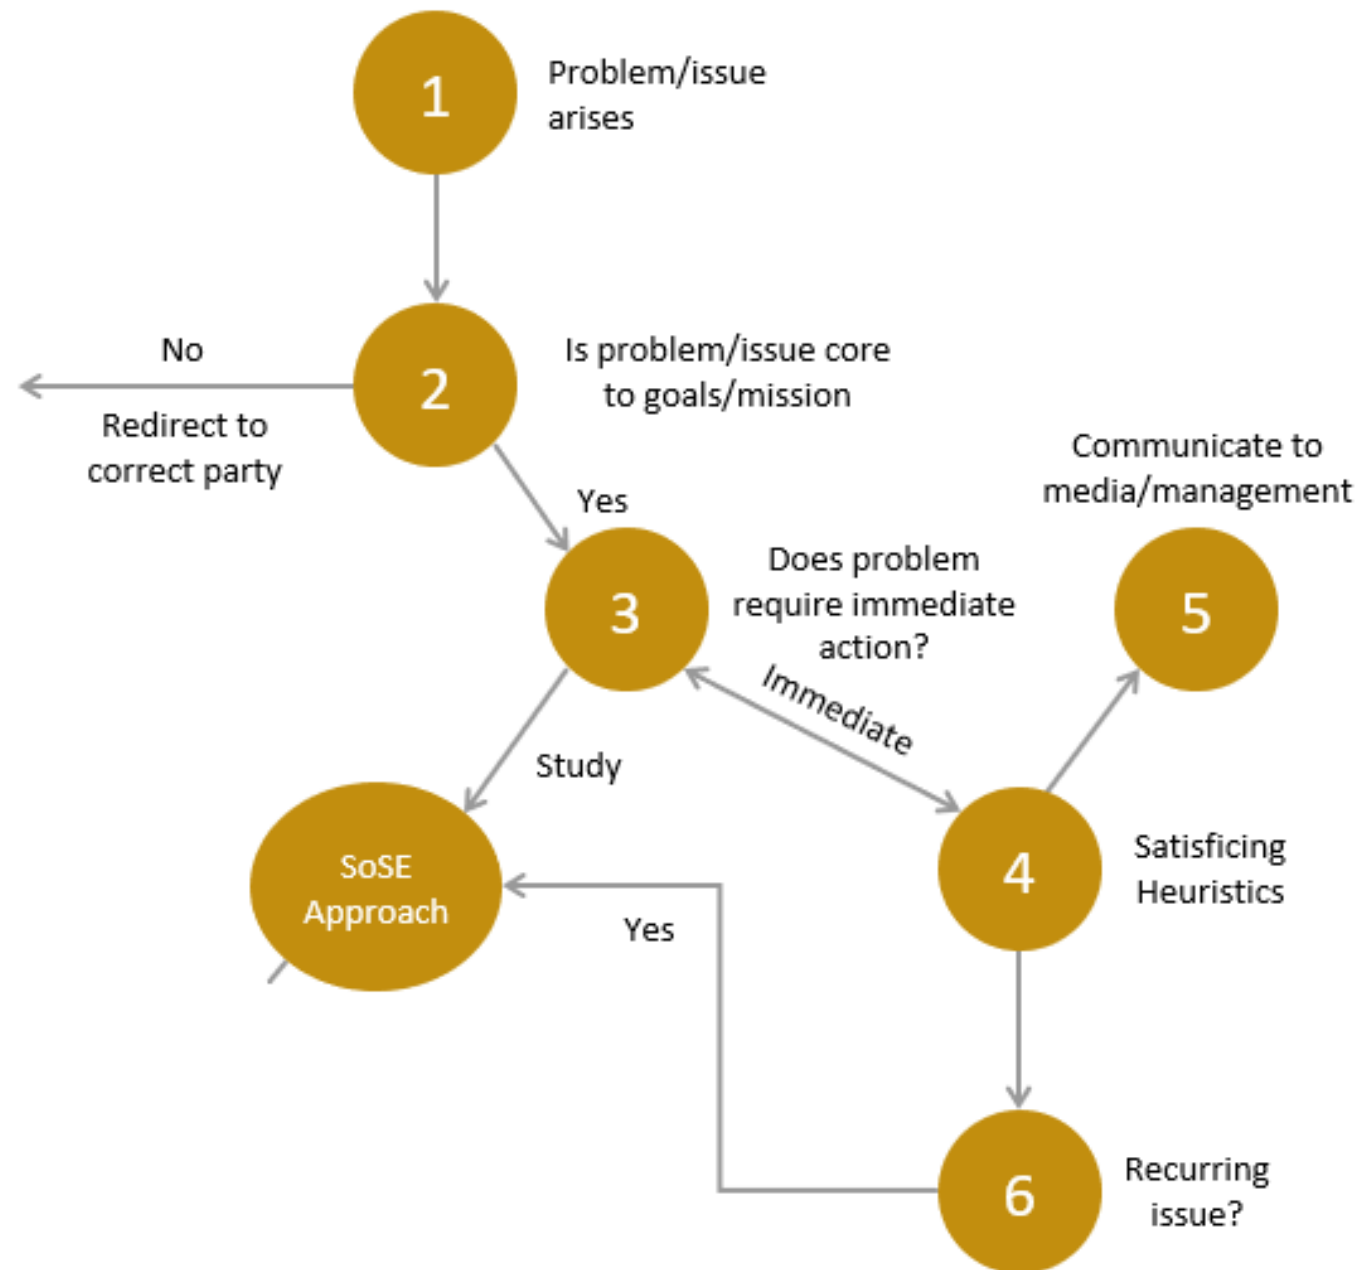 1
Problem/issue
arises
2
No
Redirect to
correct party
Is problem/issue core
to goals/mission
Yes
3
Does problem
require immediate
action?
Communicate to
media/management
5
Immediate
Study
SoSE
Approach
4
Satisficing
Heuristics
Yes
6
Recurring
issue?